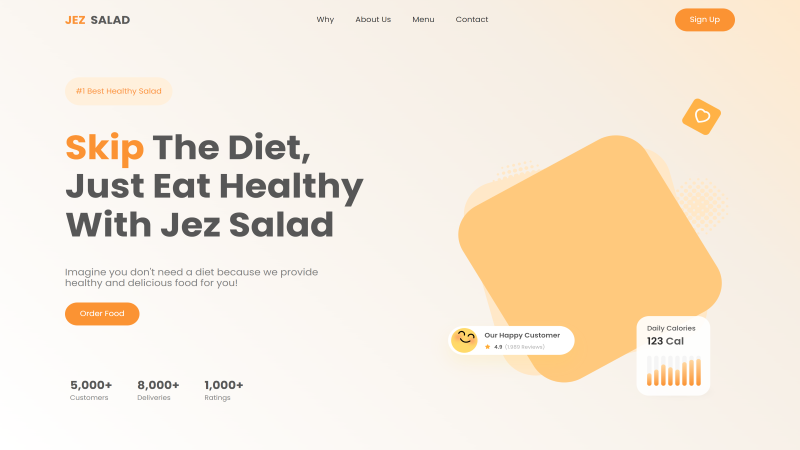 JEZ SALAD
Why
About Us
Menu
Contact
Sign Up
#1 Best Healthy Salad
Skip The Diet,
Just Eat Healthy
With Jez Salad
Imagine you don't need a diet because we provide
healthy and delicious food for you!
Order Food
Our Happy Customer
4.9 (1989 Reviews)
Daily Calories
123 Cal
5,000+
Customers
8,000+
Deliveries
1,000+
Ratings